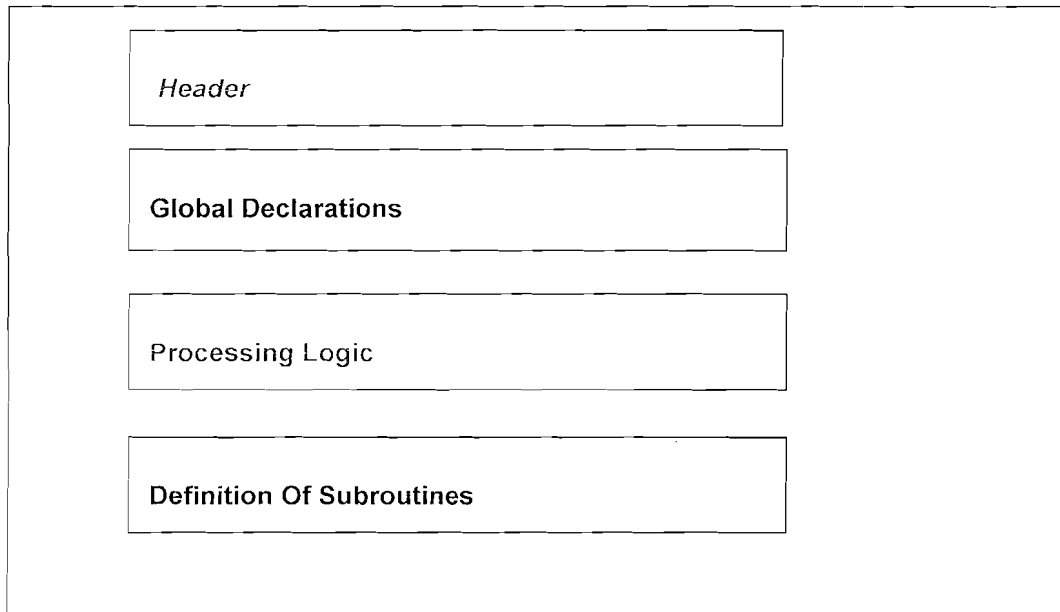 Header
Global Declarations
Processing Logic
Definition Of Subroutines